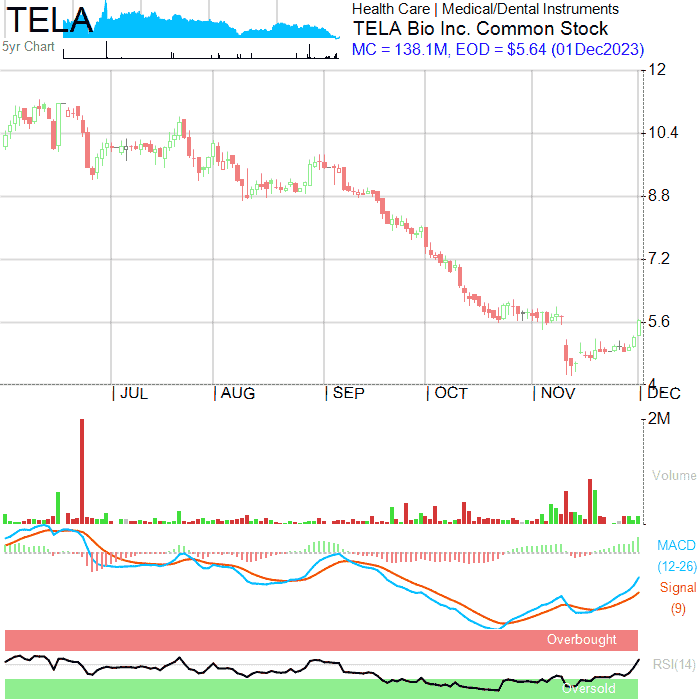 TELA
Health Care | Medical/Dental Instruments
TELA Bio Inc. Common Stock
5yr Chart
MC = 138.1M, EOD = $5.64 (01Dec2023)
12
10.4
8.8
7.2
5.6
4
| JUL | AUG | SEP | OCT | NOV | DEC
2M
Volume
MACD
(12-26)
Signal
(9)
Overbought
RSI(14)
Oversold